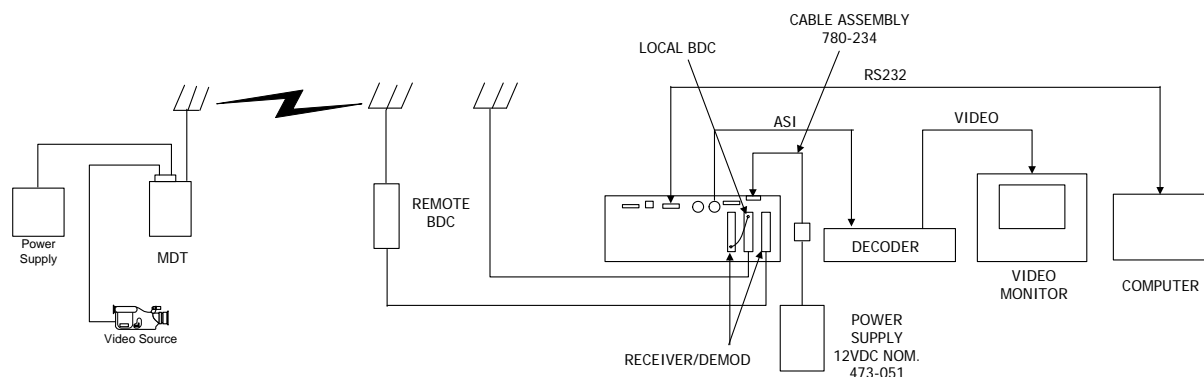 CABLE ASSEMBLY
780-234
LOCAL BDC
RS232
ASI
VIDEO
REMOTE
BDC
Power
Supply
MDT
DECODER
VIDEO
MONITOR
COMPUTER
Video Source
RECEIVER/DEMOD
POWER
SUPPLY
12VDC NOM.
473-051